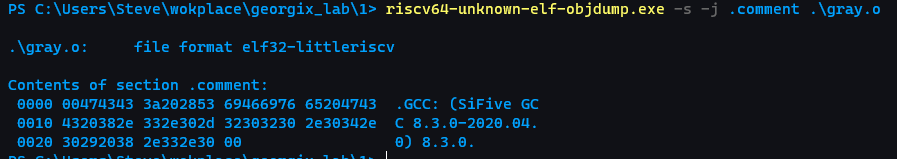 PS C:\Users\Steve\wokplace\georgix_lab\1> riscv64-unknown-elf-objdump.exe -s -j .comment .\gray.o
.\gray.o:     file format elf32-littleriscv
Contents of section .comment:
 0000 00474343 3a202853 69466976 65204743  .GCC: (SiFive GC
 0010 4320382e 332e302d 32303230 2e30342e  C 8.3.0-2020.04.
 0020 30292038 2e332e30 00                 0) 8.3.0.
PS C:\Users\Steve\wokplace\georgix_lab\1>